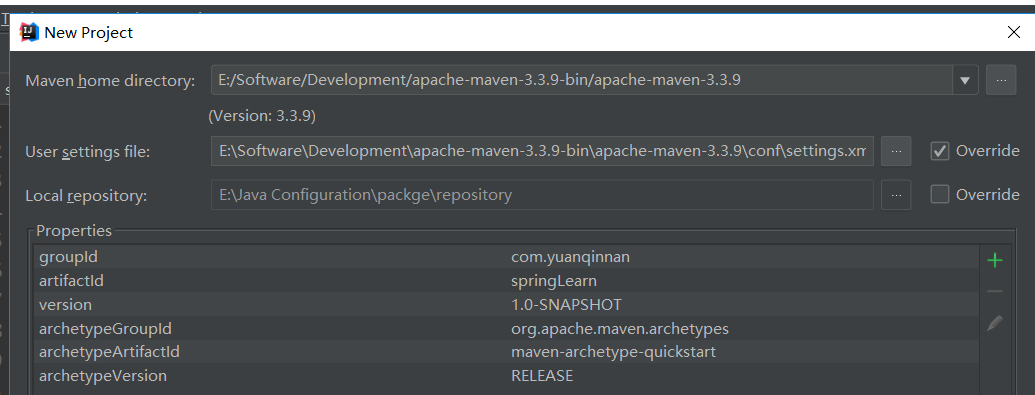 New Project
Maven home directory: E:/Software/Development/apache-maven-3.3.9-bin/apache-maven-3.3.9
(Version: 3.3.9)
User settings file: E:\Software\Development\apache-maven-3.3.9-bin\apache-maven-3.3.9\conf\settings.xm Override
Local repository: E:\Java Configuration\packge\repository Override
Properties
groupId com.yuanqinnan
artifactId springLearn
version 1.0-SNAPSHOT
archetypeGroupId org.apache.maven.archetypes
archetypeArtifactId maven-archetype-quickstart
archetypeVersion RELEASE